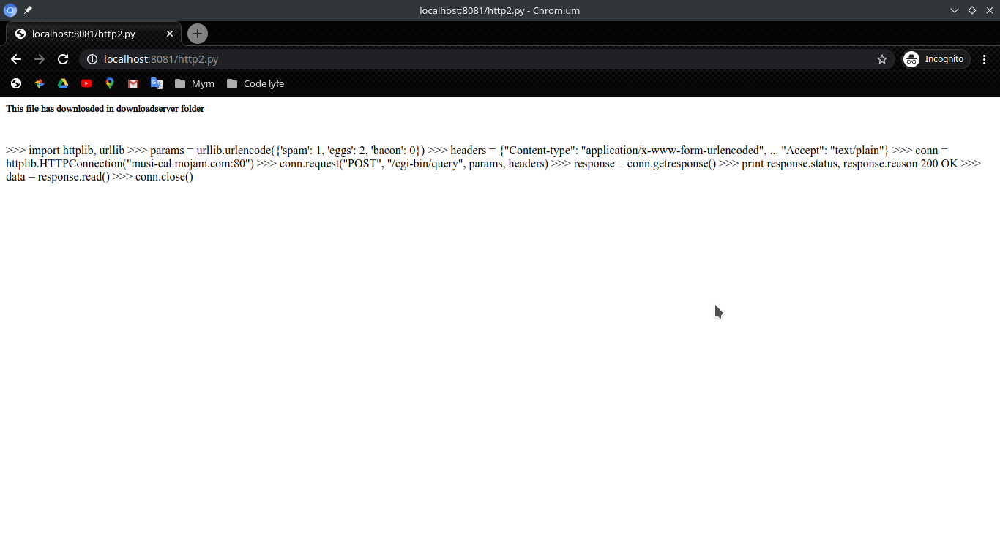 localhost:8081/http2.py - Chromium
localhost:8081/http2.py
localhost:8081/http2.py
Incognito
Mym
Code lyfe
This file has downloaded in downloadserver folder
>>> import httplib, urllib >>> params = urllib.urlencode({'spam': 1, 'eggs': 2, 'bacon': 0}) >>> headers = {"Content-type": "application/x-www-form-urlencoded", ... "Accept": "text/plain"} >>> conn =
httplib.HTTPConnection("musi-cal.mojam.com:80") >>> conn.request("POST", "/cgi-bin/query", params, headers) >>> response = conn.getresponse() >>> print response.status, response.reason 200 OK >>>
data = response.read() >>> conn.close()